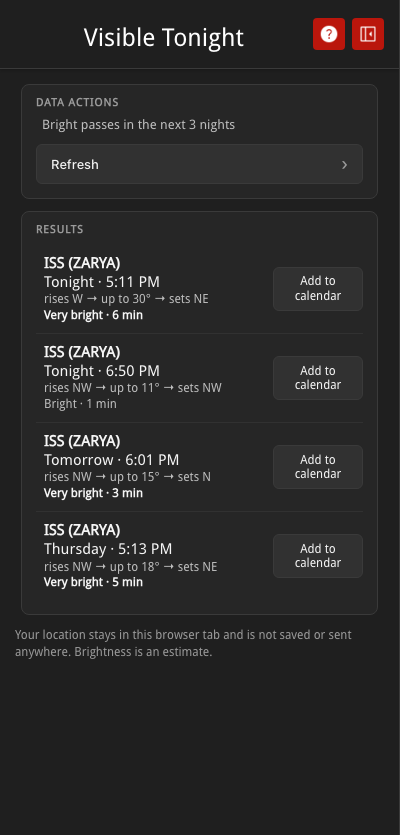 Visible Tonight
DATA ACTIONS
Bright passes in the next 3 nights
Refresh
RESULTS
ISS (ZARYA)
Tonight · 5:11 PM
rises W → up to 30° → sets NE
Very bright · 6 min
Add to
calendar
ISS (ZARYA)
Tonight · 6:50 PM
rises NW → up to 11° → sets NW
Bright · 1 min
Add to
calendar
ISS (ZARYA)
Tomorrow · 6:01 PM
rises NW → up to 15° → sets N
Very bright · 3 min
Add to
calendar
ISS (ZARYA)
Thursday · 5:13 PM
rises NW → up to 18° → sets NE
Very bright · 5 min
Add to
calendar
Your location stays in this browser tab and is not saved or sent
anywhere. Brightness is an estimate.